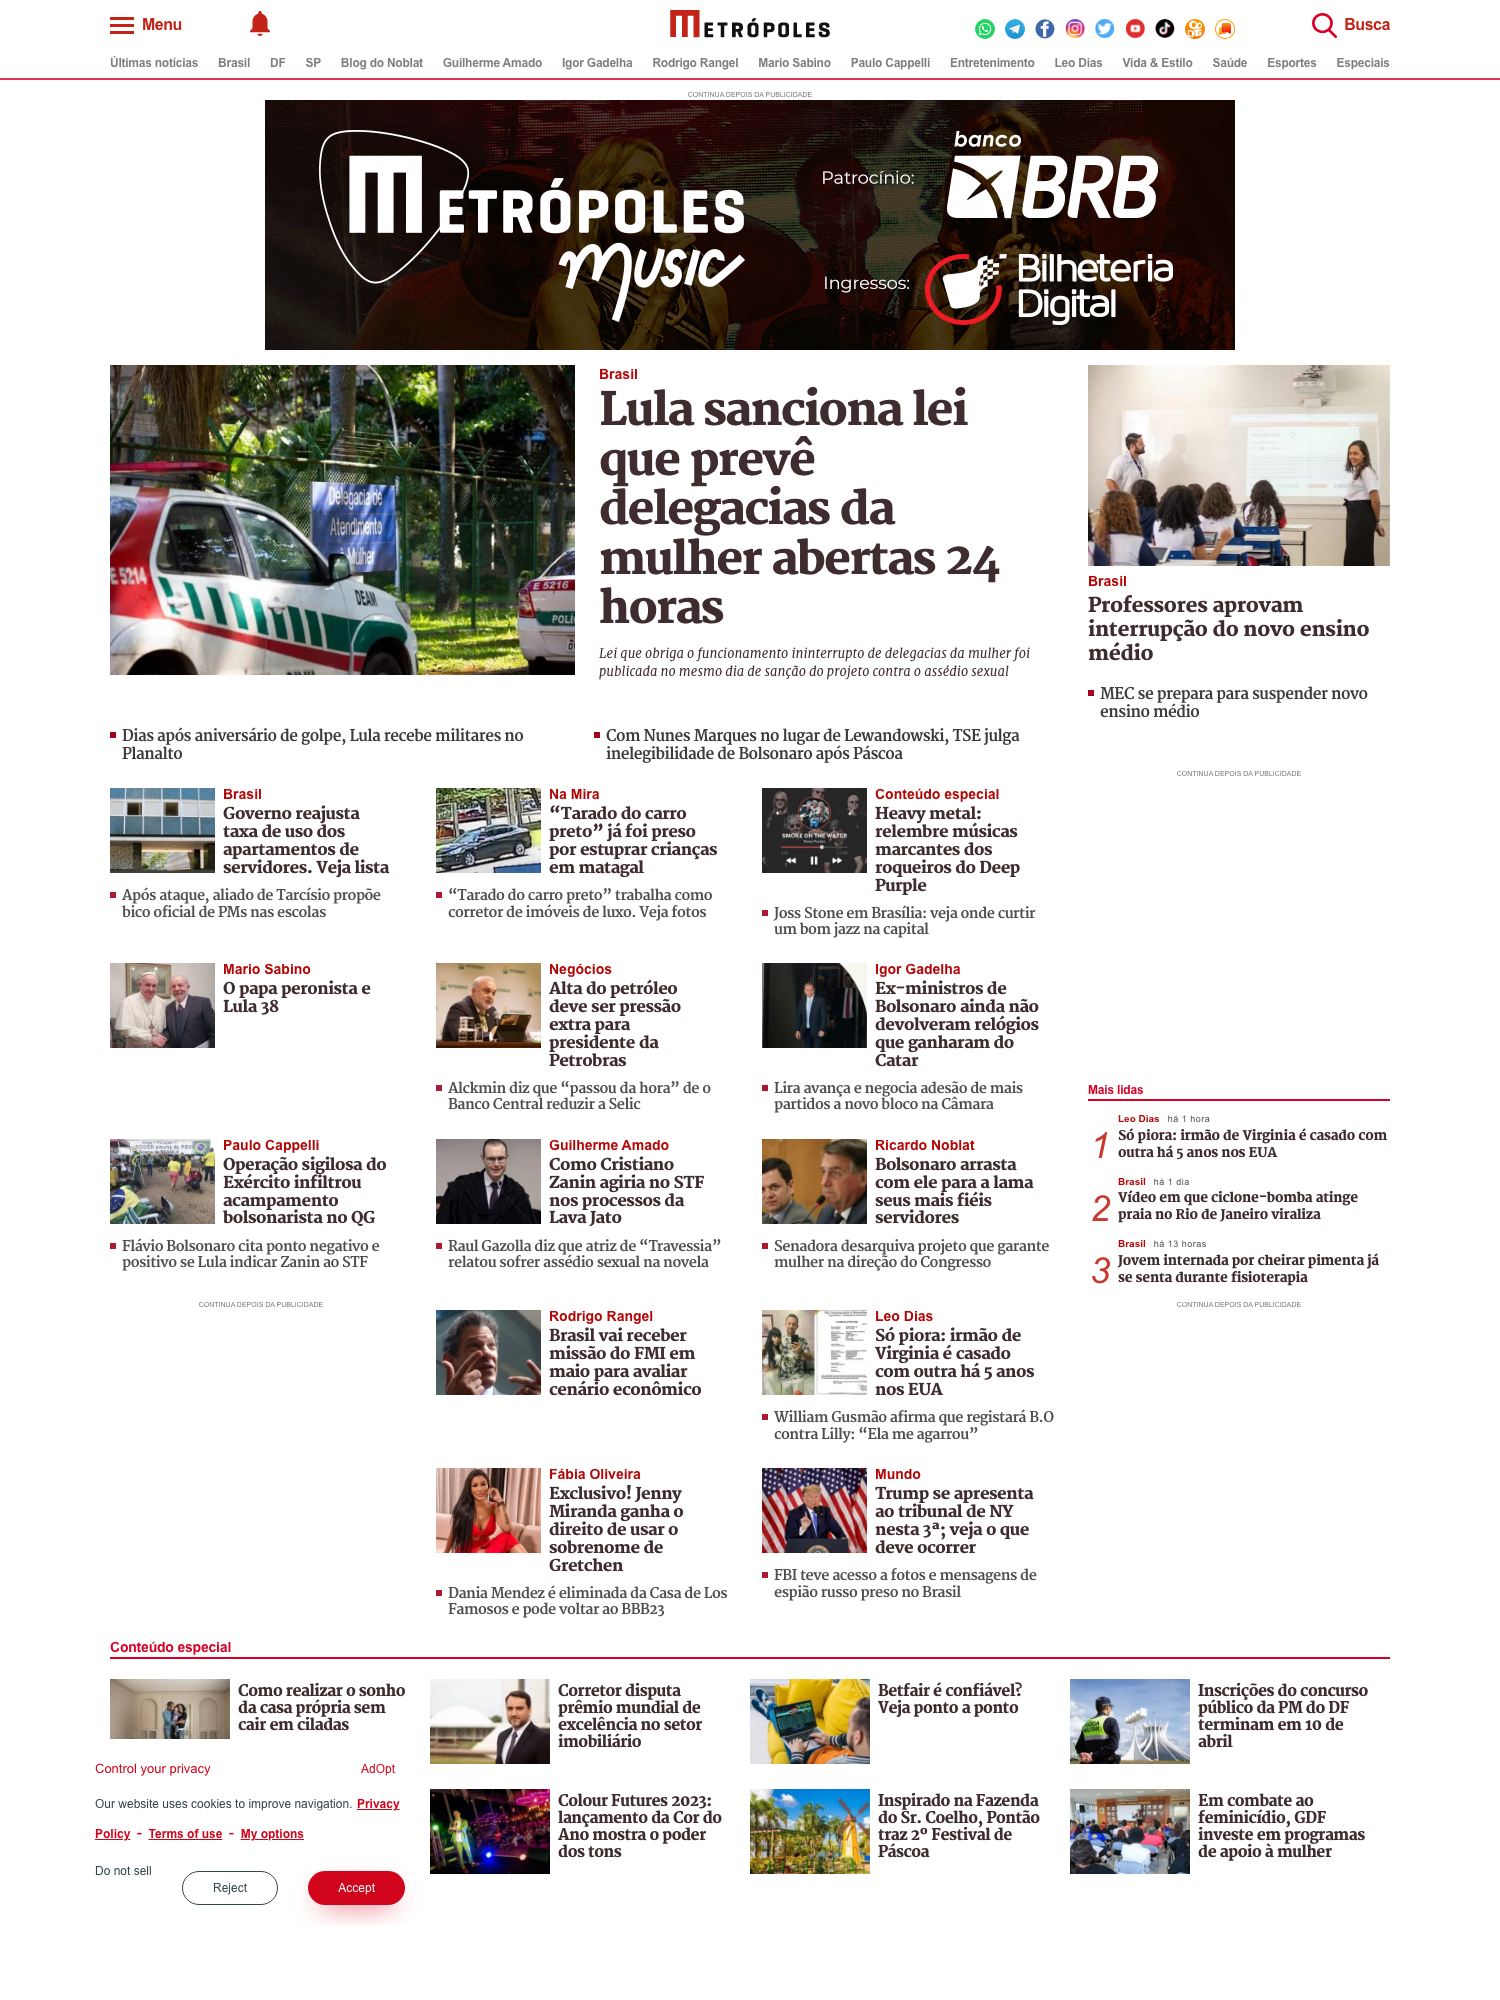 Menu
METRÓPOLES
Busca
Últimas notícias Brasil DF SP Blog do Noblat Guilherme Amado Igor Gadelha Rodrigo Rangel Mario Sabino Paulo Cappelli Entretenimento Leo Dias Vida & Estilo Saúde Esportes Especiais
CONTINUA DEPOIS DA PUBLICIDADE
METRÓPOLES
MUSIC
Patrocínio:
banco
BRB
Ingressos:
Bilheteria
Digital
Delegacia de
Atendimento
à Mulher
E 5214
DEAM
E 5216
Brasil
Lula sanciona lei
que prevê
delegacias da
mulher abertas 24
horas
Lei que obriga o funcionamento ininterrupto de delegacias da mulher foi
publicada no mesmo dia de sanção do projeto contra o assédio sexual
Brasil
Professores aprovam
interrupção do novo ensino
médio
MEC se prepara para suspender novo
ensino médio
Dias após aniversário de golpe, Lula recebe militares no
Planalto
Com Nunes Marques no lugar de Lewandowski, TSE julga
inelegibilidade de Bolsonaro após Páscoa
CONTINUA DEPOIS DA PUBLICIDADE
Brasil
Governo reajusta
taxa de uso dos
apartamentos de
servidores. Veja lista
Após ataque, aliado de Tarcísio propõe
bico oficial de PMs nas escolas
Na Mira
“Tarado do carro
preto” já foi preso
por estuprar crianças
em matagal
“Tarado do carro preto” trabalha como
corretor de imóveis de luxo. Veja fotos
SMOKE ON THE WATER
Conteúdo especial
Heavy metal:
relembre músicas
marcantes dos
roqueiros do Deep
Purple
Joss Stone em Brasília: veja onde curtir
um bom jazz na capital
Mario Sabino
O papa peronista e
Lula 38
Negócios
Alta do petróleo
deve ser pressão
extra para
presidente da
Petrobras
Alckmin diz que “passou da hora” de o
Banco Central reduzir a Selic
Igor Gadelha
Ex-ministros de
Bolsonaro ainda não
devolveram relógios
que ganharam do
Catar
Lira avança e negocia adesão de mais
partidos a novo bloco na Câmara
Mais lidas
1
Leo Dias há 1 hora
Só piora: irmão de Virginia é casado com
outra há 5 anos nos EUA
2
Brasil há 1 dia
Vídeo em que ciclone-bomba atinge
praia no Rio de Janeiro viraliza
3
Brasil há 13 horas
Jovem internada por cheirar pimenta já
se senta durante fisioterapia
CONTINUA DEPOIS DA PUBLICIDADE
Paulo Cappelli
Operação sigilosa do
Exército infiltrou
acampamento
bolsonarista no QG
Flávio Bolsonaro cita ponto negativo e
positivo se Lula indicar Zanin ao STF
Guilherme Amado
Como Cristiano
Zanin agiria no STF
nos processos da
Lava Jato
Raul Gazolla diz que atriz de “Travessia”
relatou sofrer assédio sexual na novela
Ricardo Noblat
Bolsonaro arrasta
com ele para a lama
seus mais fiéis
servidores
Senadora desarquiva projeto que garante
mulher na direção do Congresso
CONTINUA DEPOIS DA PUBLICIDADE
Rodrigo Rangel
Brasil vai receber
missão do FMI em
maio para avaliar
cenário econômico
Leo Dias
Só piora: irmão de
Virginia é casado
com outra há 5 anos
nos EUA
William Gusmão afirma que registará B.O
contra Lilly: “Ela me agarrou”
Fábia Oliveira
Exclusivo! Jenny
Miranda ganha o
direito de usar o
sobrenome de
Gretchen
Dania Mendez é eliminada da Casa de Los
Famosos e pode voltar ao BBB23
Mundo
Trump se apresenta
ao tribunal de NY
nesta 3ª; veja o que
deve ocorrer
FBI teve acesso a fotos e mensagens de
espião russo preso no Brasil
Conteúdo especial
Como realizar o sonho
da casa própria sem
cair em ciladas
Corretor disputa
prêmio mundial de
excelência no setor
imobiliário
Betfair é confiável?
Veja ponto a ponto
Inscrições do concurso
público da PM do DF
terminam em 10 de
abril
Colour Futures 2023:
lançamento da Cor do
Ano mostra o poder
dos tons
Inspirado na Fazenda
do Sr. Coelho, Pontão
traz 2º Festival de
Páscoa
Em combate ao
feminicídio, GDF
investe em programas
de apoio à mulher
Control your privacy
AdOpt
Our website uses cookies to improve navigation. Privacy
Policy - Terms of use - My options
Do not sell
Reject
Accept